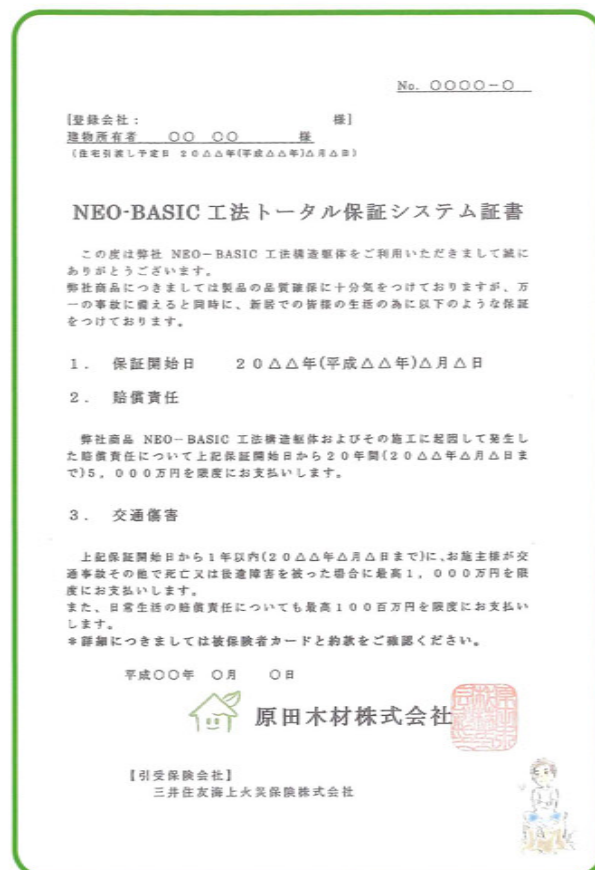 No. 〇〇〇〇－〇
[登録会社： 様]
建物所有者 〇〇 〇〇 様
(住宅引渡し予定日 20△△年(平成△△年)△月△日)
NEO-BASIC 工法トータル保証システム証書
この度は弊社 NEO－BASIC 工法構造躯体をご利用いただきまして誠に
ありがとうございます。
弊社商品につきましては製品の品質確保に十分気をつけておりますが、万
一の事故に備えると同時に、新居での皆様の生活の為に以下のような保証
をつけております。
1． 保証開始日 20△△年(平成△△年)△月△日
2． 賠償責任
弊社商品 NEO－BASIC 工法構造躯体およびその施工に起因して発生し
た賠償責任について上記保証開始日から20年間(20△△年△月△日ま
で)5，000万円を限度にお支払いします。
3． 交通傷害
上記保証開始日から1年以内(20△△年△月△日まで)に、お施主様が交
通事故その他で死亡又は後遺障害を被った場合に最高1，000万円を限
度にお支払いします。
また、日常生活の賠償責任についても最高100百万円を限度にお支払い
します。
*詳細につきましては被保険者カードと約款をご確認ください。
平成〇〇年 〇月 〇日
原田木材株式会社
【引受保険会社】
三井住友海上火災保険株式会社